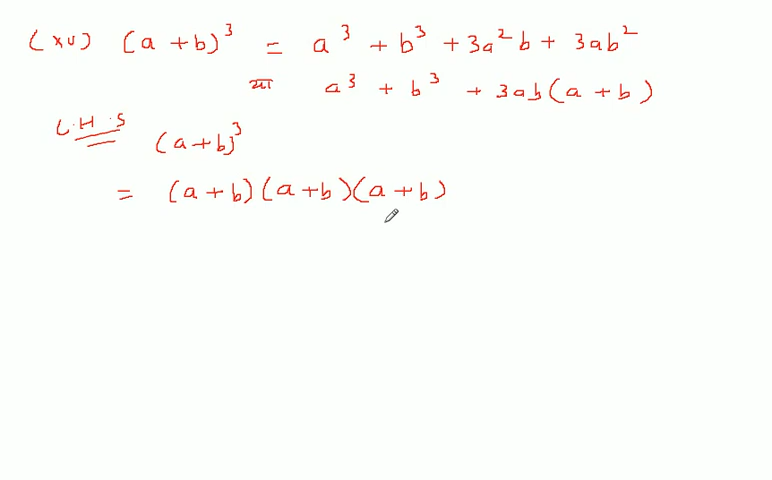 (xv) (a + b)³ = a³ + b³ + 3a²b + 3ab²
या a³ + b³ + 3ab(a + b)
L.H.S (a+b)³
= (a+b)(a+b)(a+b)